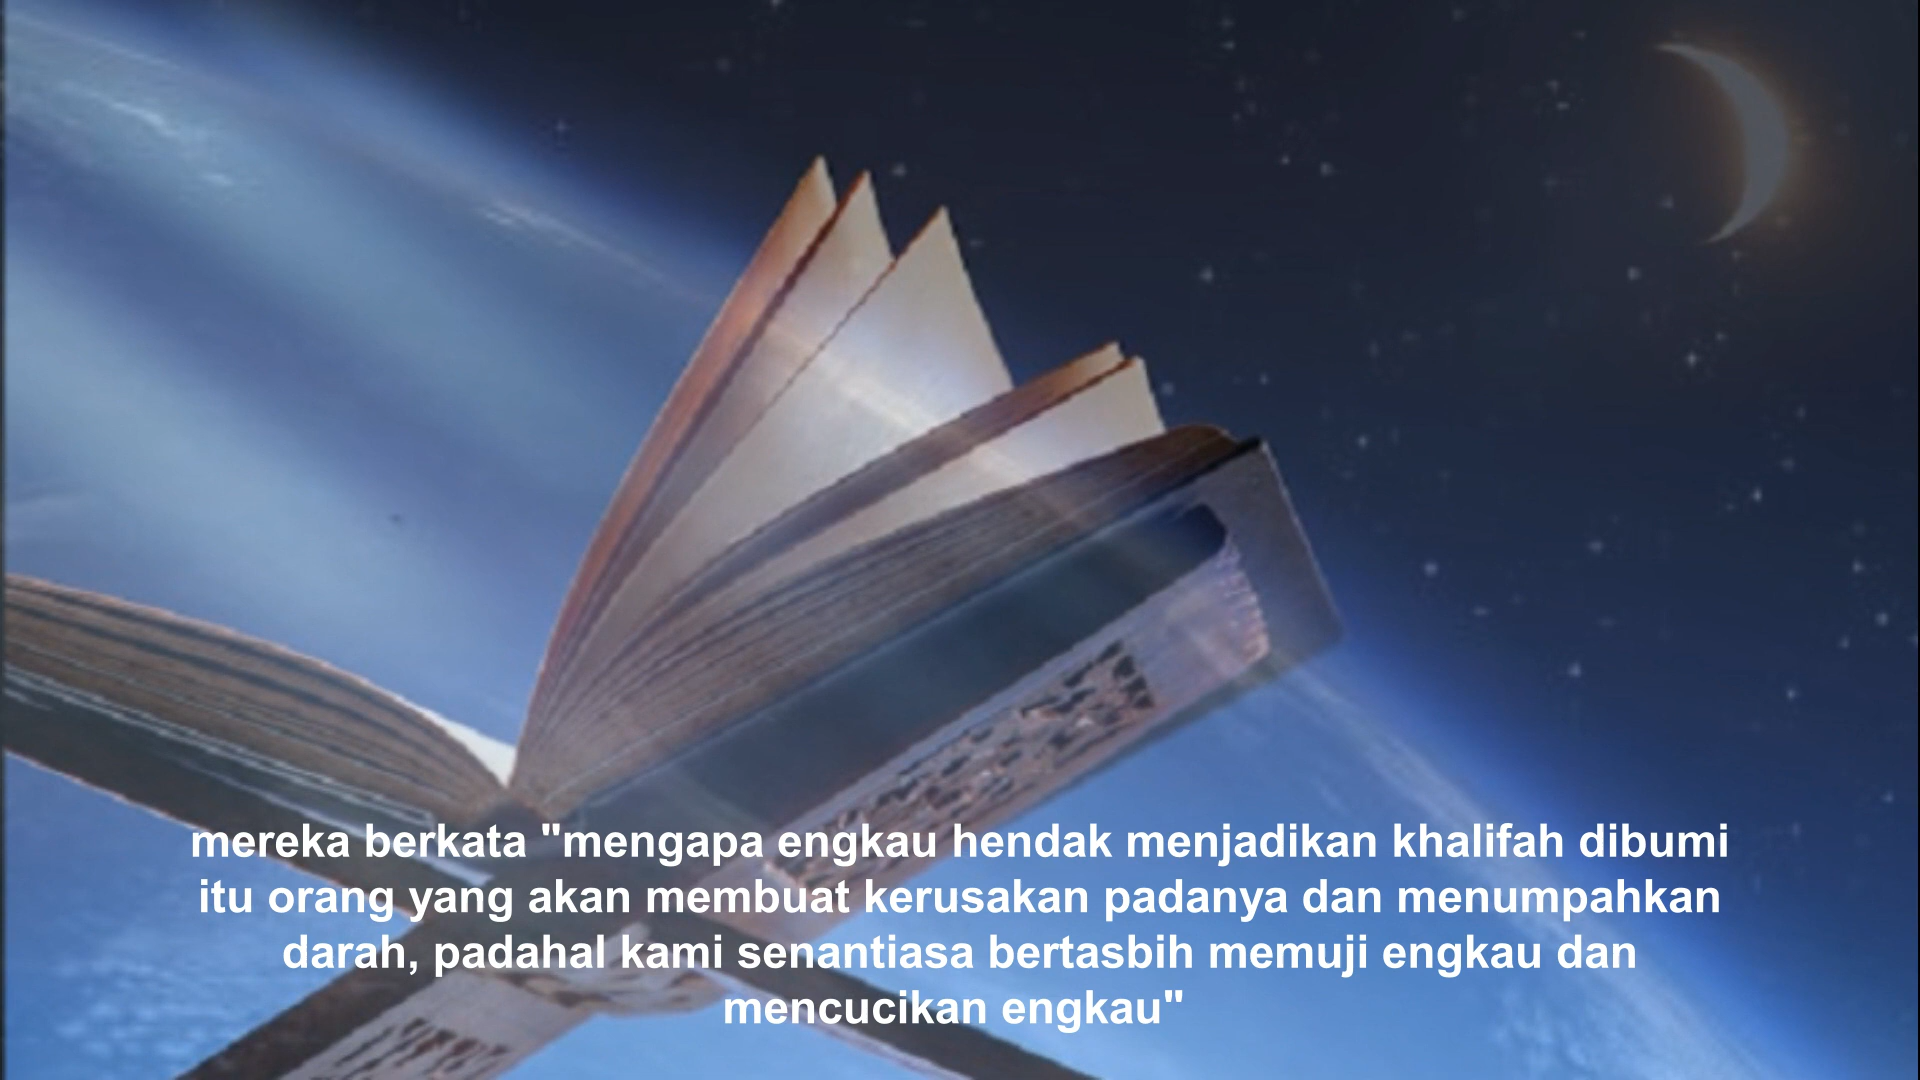 mereka berkata "mengapa engkau hendak menjadikan khalifah dibumi
itu orang yang akan membuat kerusakan padanya dan menumpahkan
darah, padahal kami senantiasa bertasbih memuji engkau dan
mencucikan engkau"